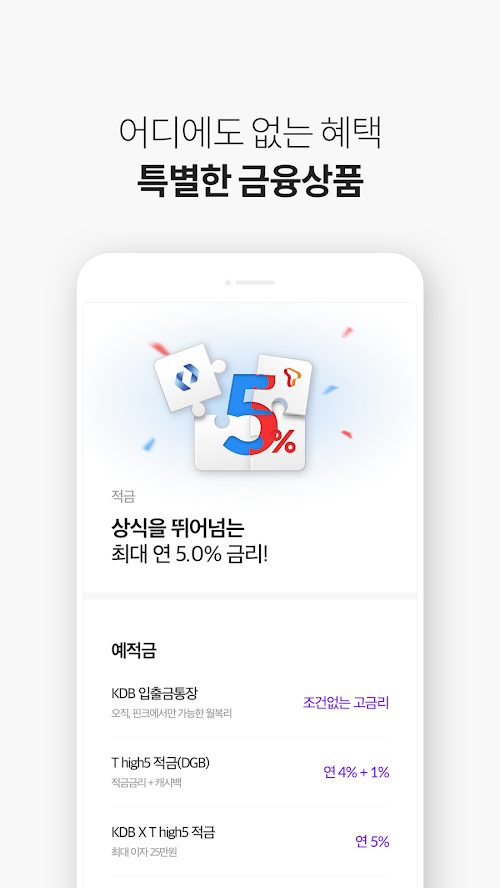 어디에도 없는 혜택
특별한 금융상품
5%
적금
상식을 뛰어넘는
최대 연 5.0% 금리!
예적금
KDB 입출금통장
조건없는 고금리
오직, 핀크에서만 가능한 월복리
T high5 적금(DGB)
연 4% + 1%
적금금리 + 캐시백
KDB X T high5 적금
연 5%
최대 이자 25만원